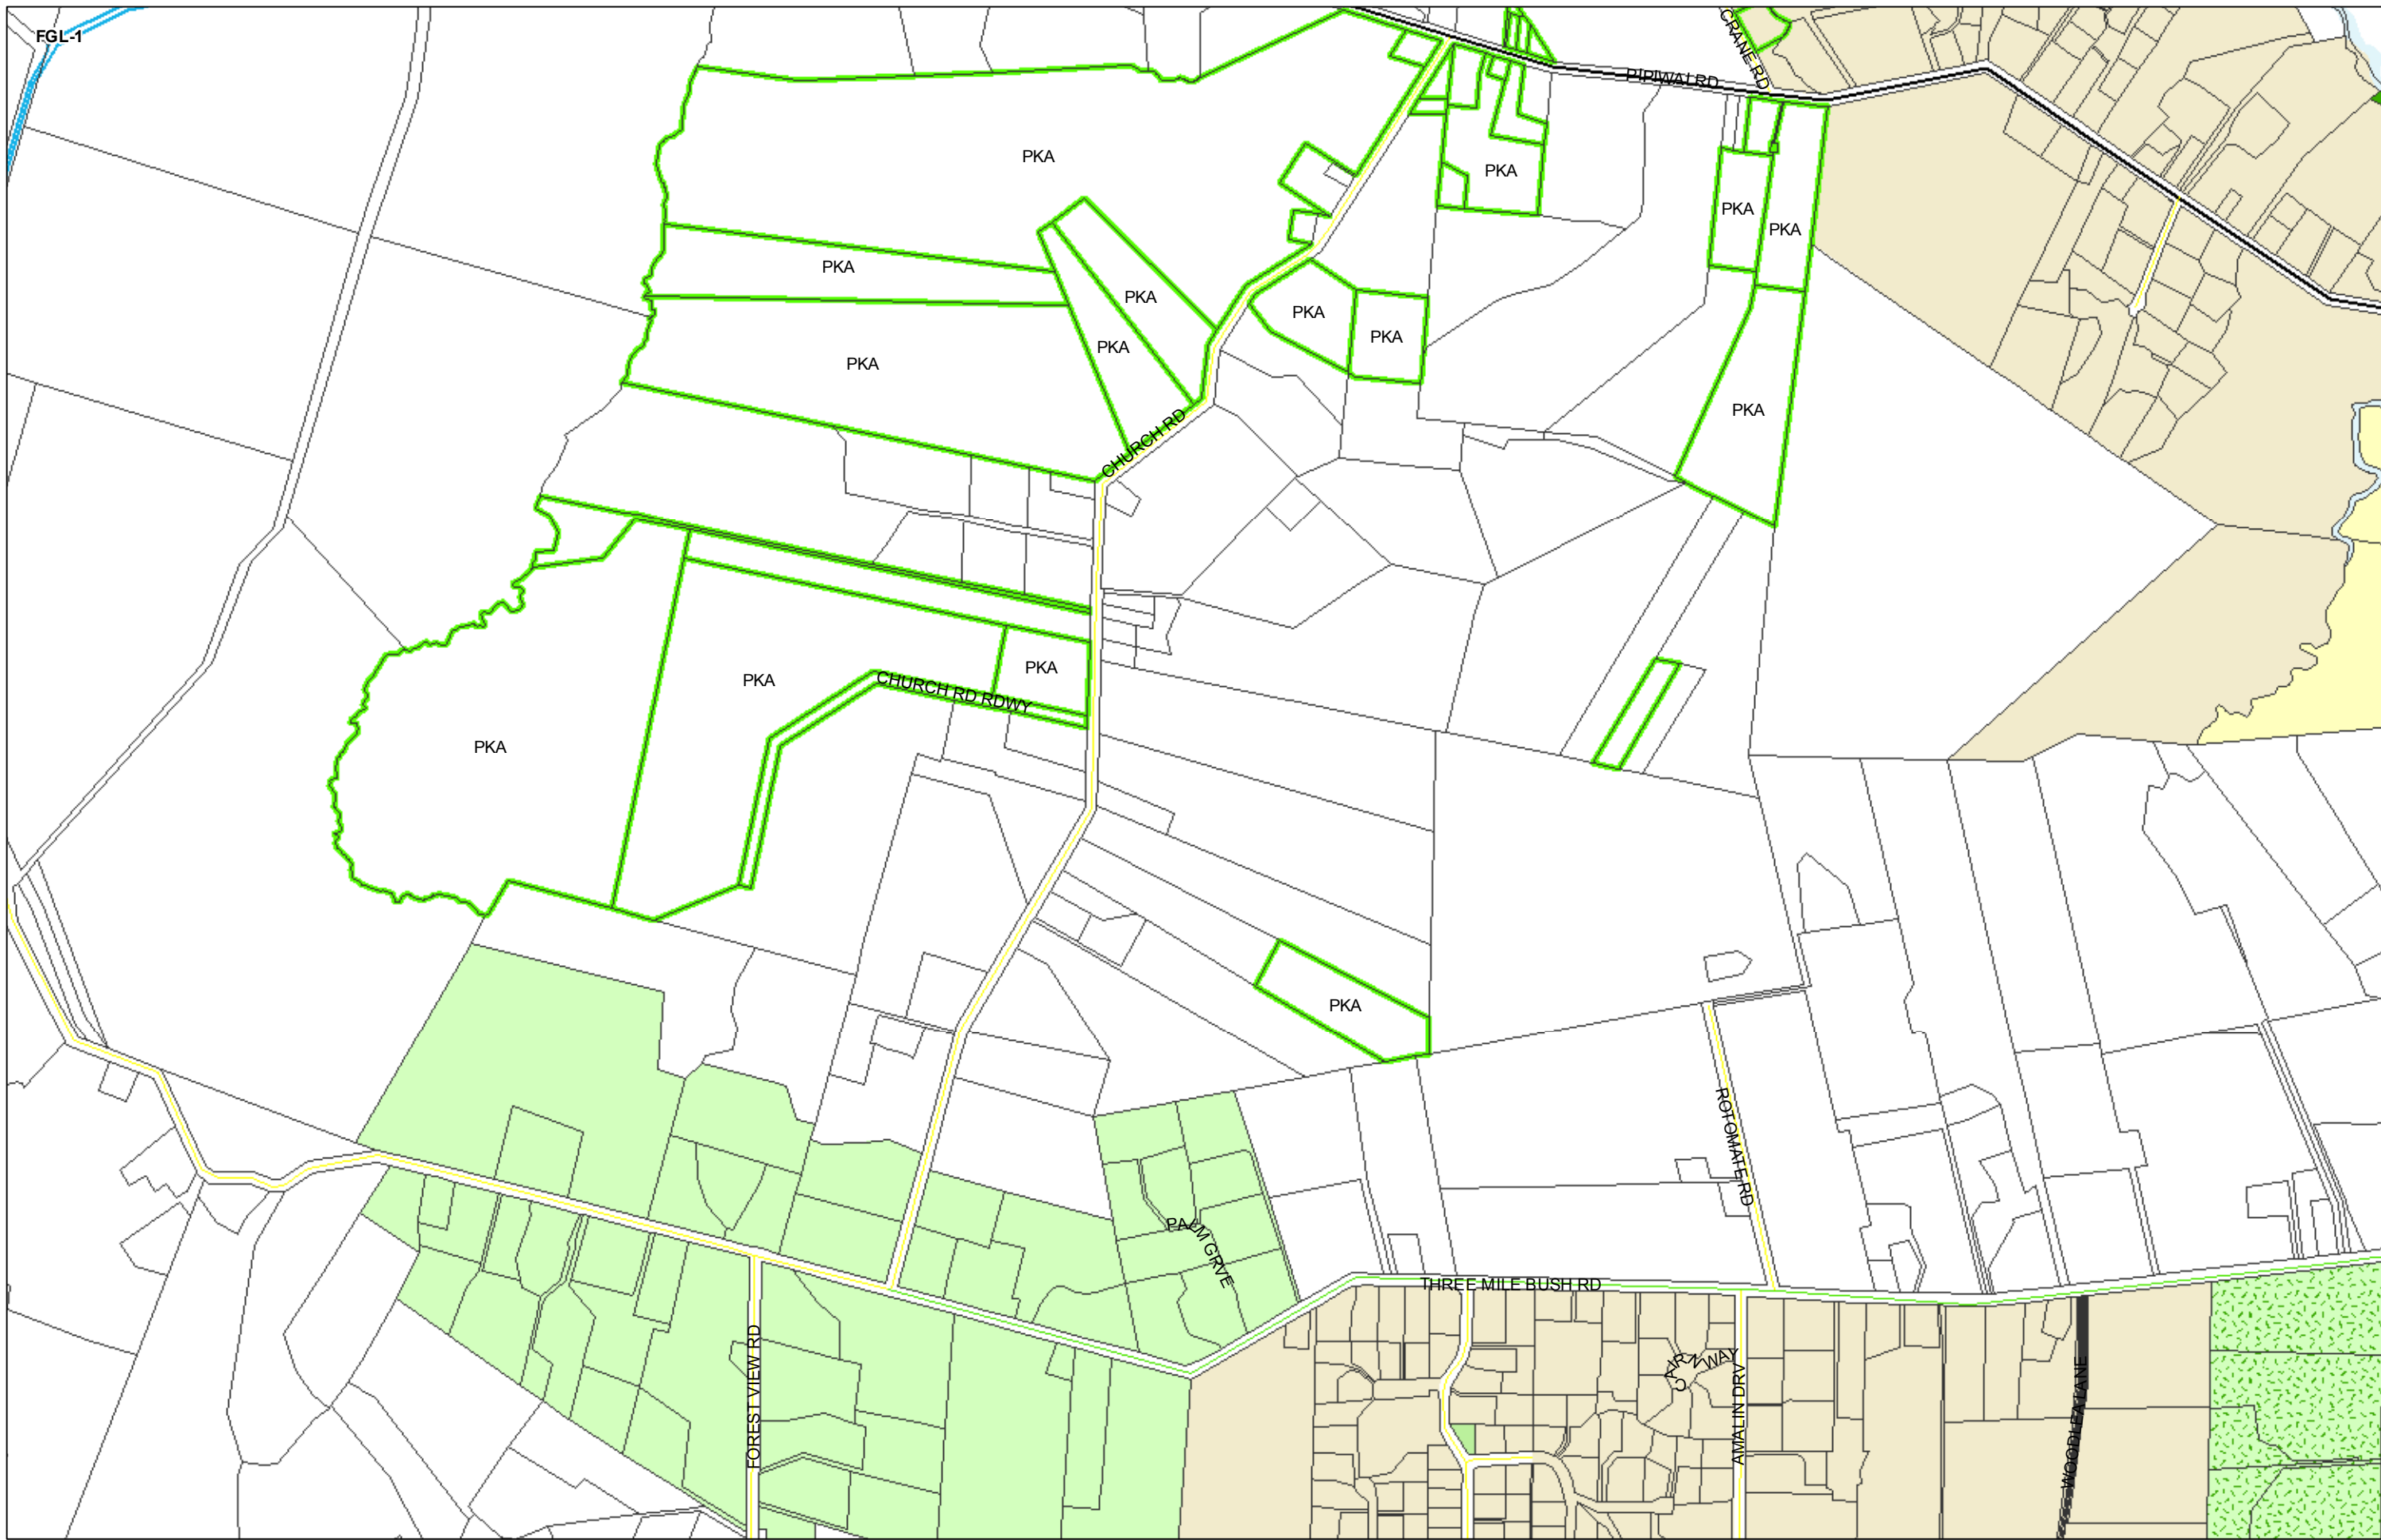 FGL-1
CRANE RD
PIPIWAI RD
PKA
PKA
PKA
PKA
PKA
PKA
PKA
PKA
PKA
PKA
PKA
PKA
CHURCH RD
PKA
PKA
CHURCH RD RDWY
PKA
PKA
ROTOMATE RD
PALM GRVE
THREE MILE BUSH RD
FOREST VIEW RD
CAIRN WAY
AMALIN DRV
WOODLEA LANE